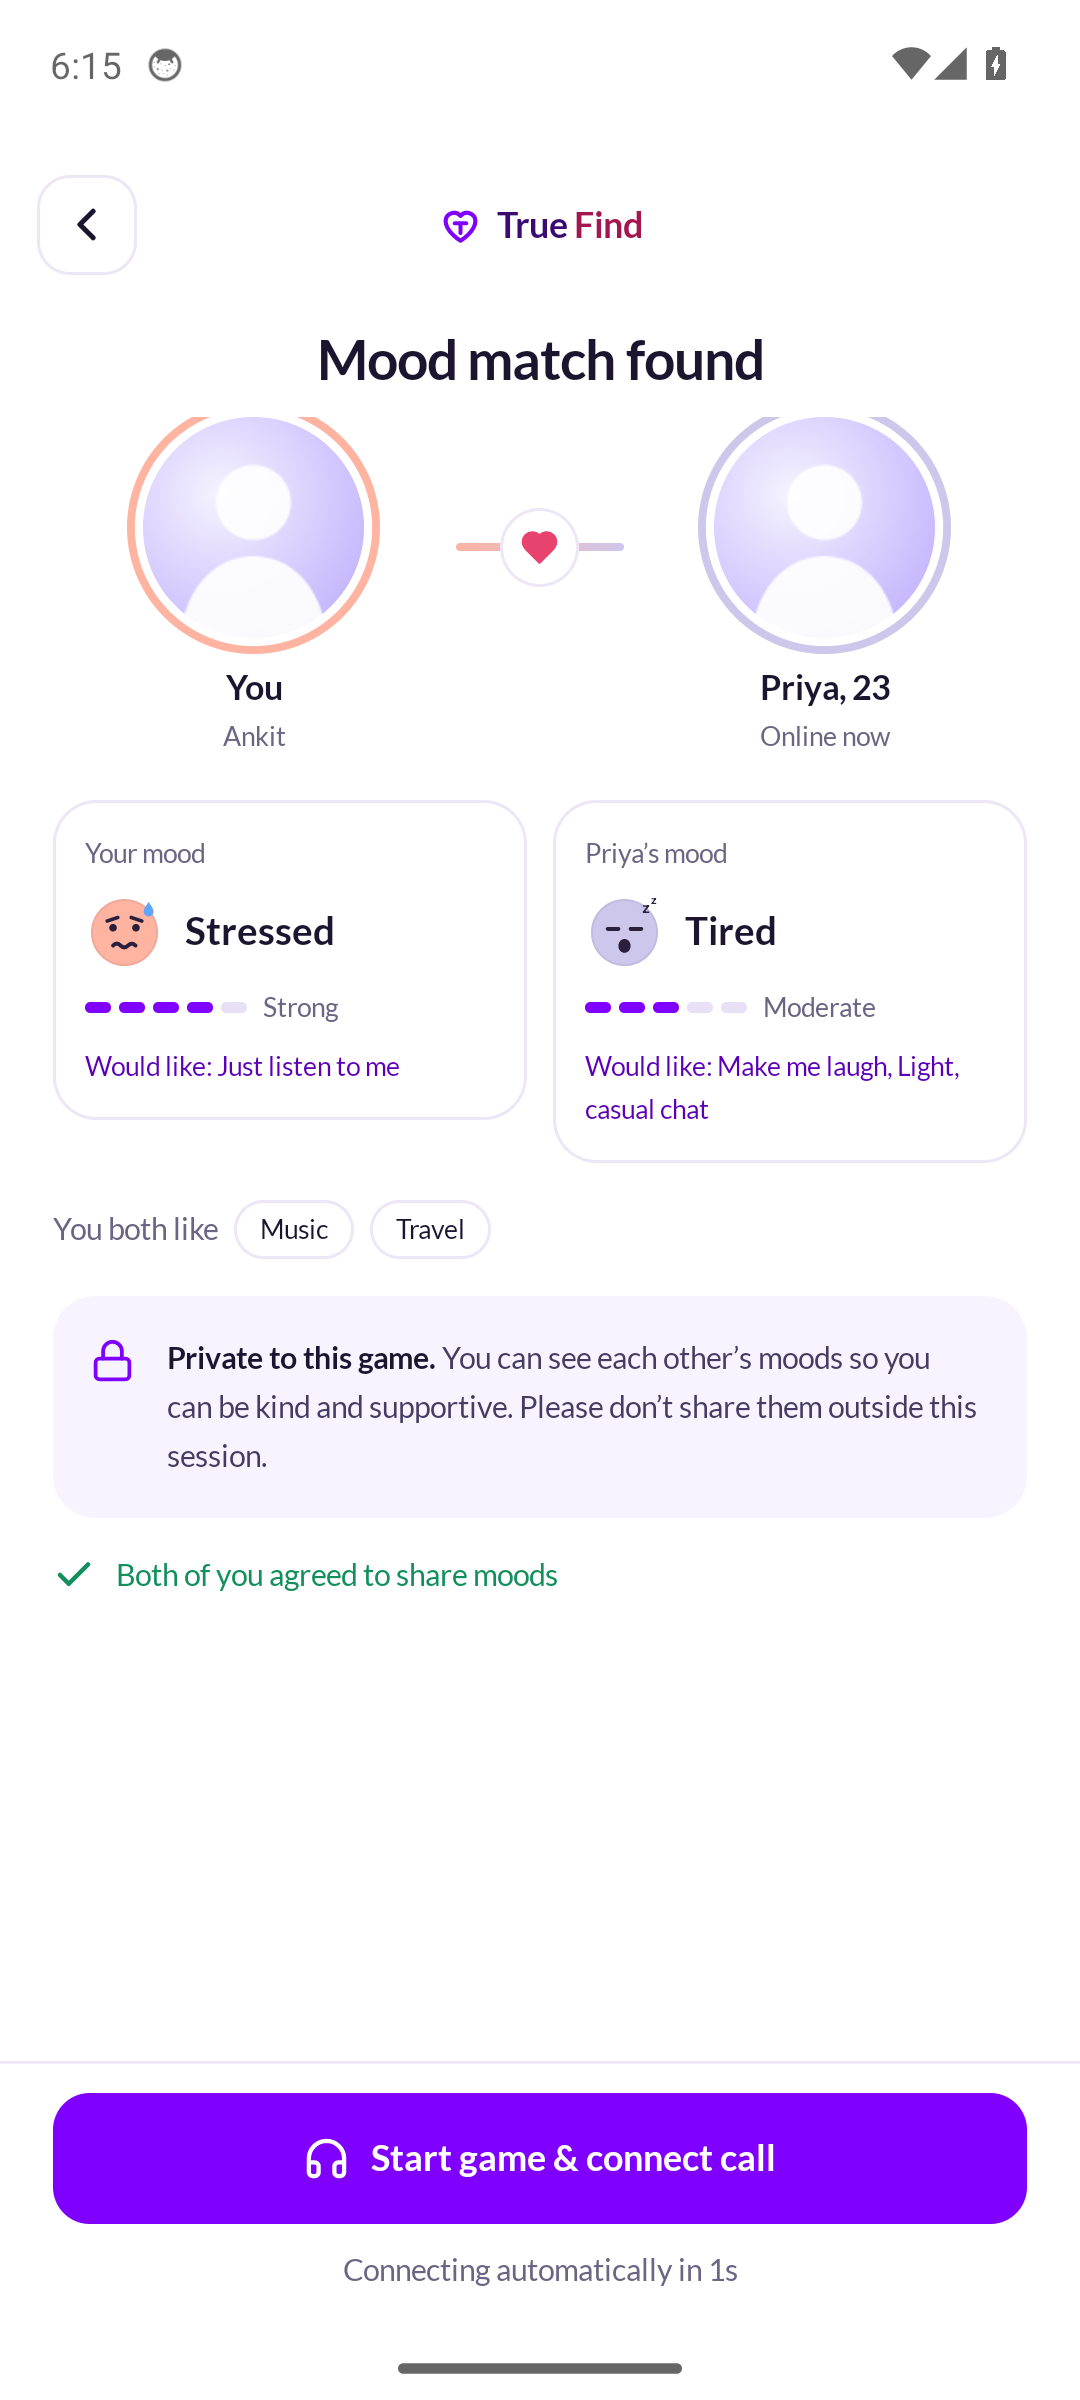 6:15
True Find
Mood match found
You
Ankit
Priya, 23
Online now
Your mood
Stressed
Strong
Would like: Just listen to me
Priya’s mood
Tired
Moderate
Would like: Make me laugh, Light,
casual chat
You both like
Music
Travel
Private to this game. You can see each other’s moods so you
can be kind and supportive. Please don’t share them outside this
session.
Both of you agreed to share moods
Start game & connect call
Connecting automatically in 1s